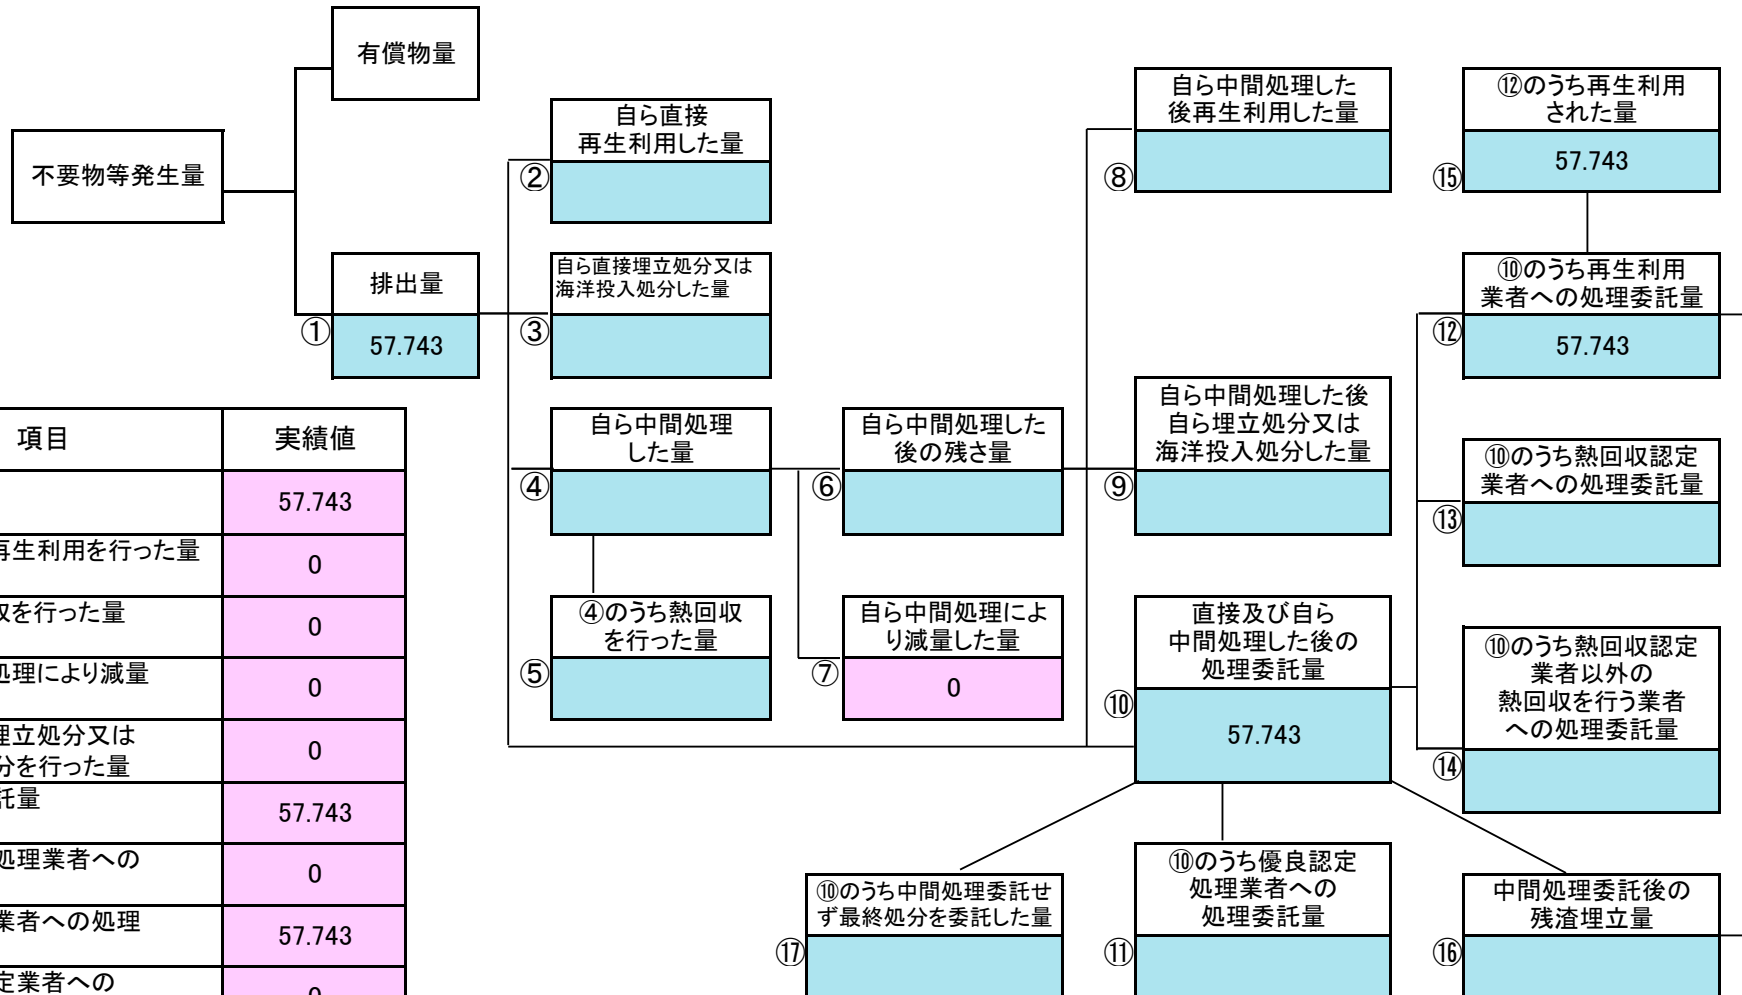 有償物量
不要物等発生量
排出量
①
57.743
自ら直接
再生利用した量
②
自ら直接埋立処分又は
海洋投入処分した量
③
自ら中間処理
した量
④
④のうち熱回収
を行った量
⑤
自ら中間処理した
後の残さ量
⑥
自ら中間処理によ
り減量した量
⑦
0
自ら中間処理した
後再生利用した量
⑧
自ら中間処理した後
自ら埋立処分又は
海洋投入処分した量
⑨
直接及び自ら
中間処理した後の
処理委託量
⑩
57.743
⑩のうち優良認定
処理業者への
処理委託量
⑪
⑩のうち中間処理委託せ
ず最終処分を委託した量
⑰
⑫のうち再生利用
された量
⑮
57.743
⑩のうち再生利用
業者への処理委託量
⑫
57.743
⑩のうち熱回収認定
業者への処理委託量
⑬
⑩のうち熱回収認定
業者以外の
熱回収を行う業者
への処理委託量
⑭
中間処理委託後の
残渣埋立量
⑯
項目 実績値
57.743
再生利用を行った量
0
収を行った量
0
処理により減量
0
埋立処分又は
分を行った量
0
託量
57.743
処理業者への
0
業者への処理
57.743
定業者への
0